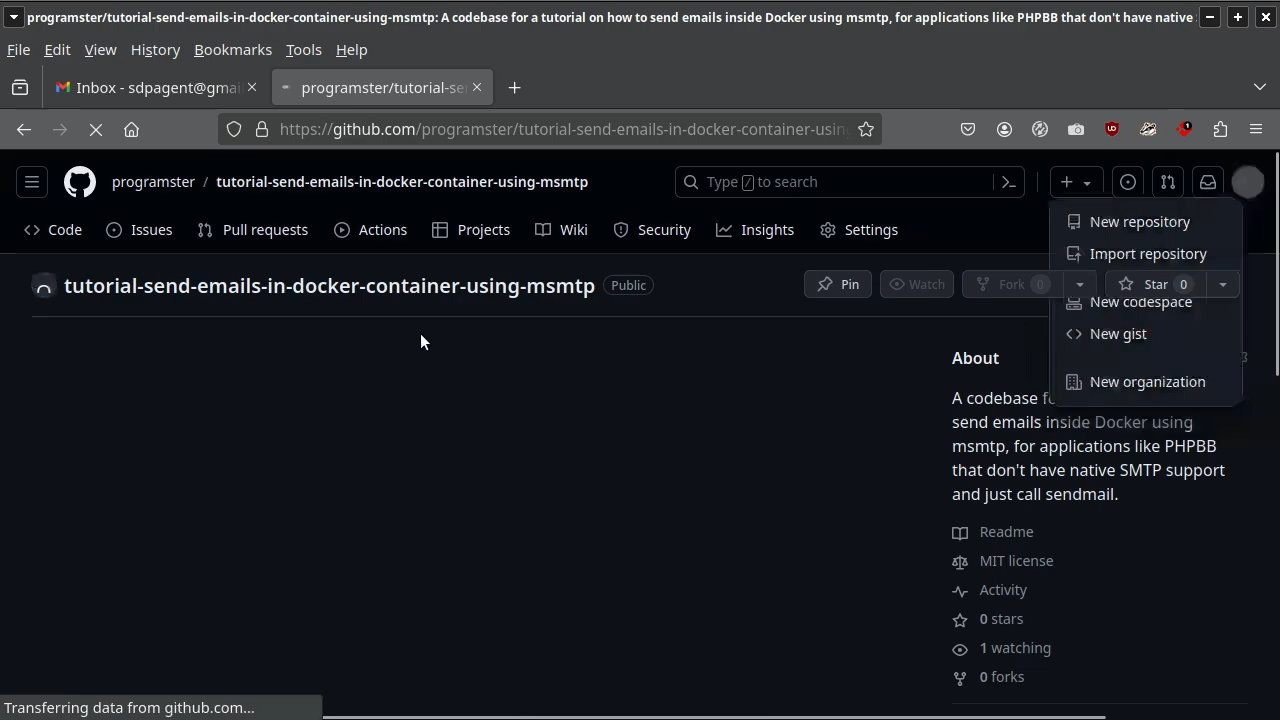 programster/tutorial-send-emails-in-docker-container-using-msmtp: A codebase for a tutorial on how to send emails inside Docker using msmtp, for applications like PHPBB that don't have native
File Edit View History Bookmarks Tools Help
Inbox - sdpagent@gmai
programster/tutorial-se
https://github.com/programster/tutorial-send-emails-in-docker-container-using
programster / tutorial-send-emails-in-docker-container-using-msmtp
Type / to search
Code Issues Pull requests Actions Projects Wiki Security Insights Settings
New repository
Import repository
tutorial-send-emails-in-docker-container-using-msmtp Public
Pin Watch Fork 0 Star 0
New codespace
New gist
New organization
About
A codebase fo
send emails inside Docker using
msmtp, for applications like PHPBB
that don't have native SMTP support
and just call sendmail.
Readme
MIT license
Activity
0 stars
1 watching
0 forks
Transferring data from github.com...